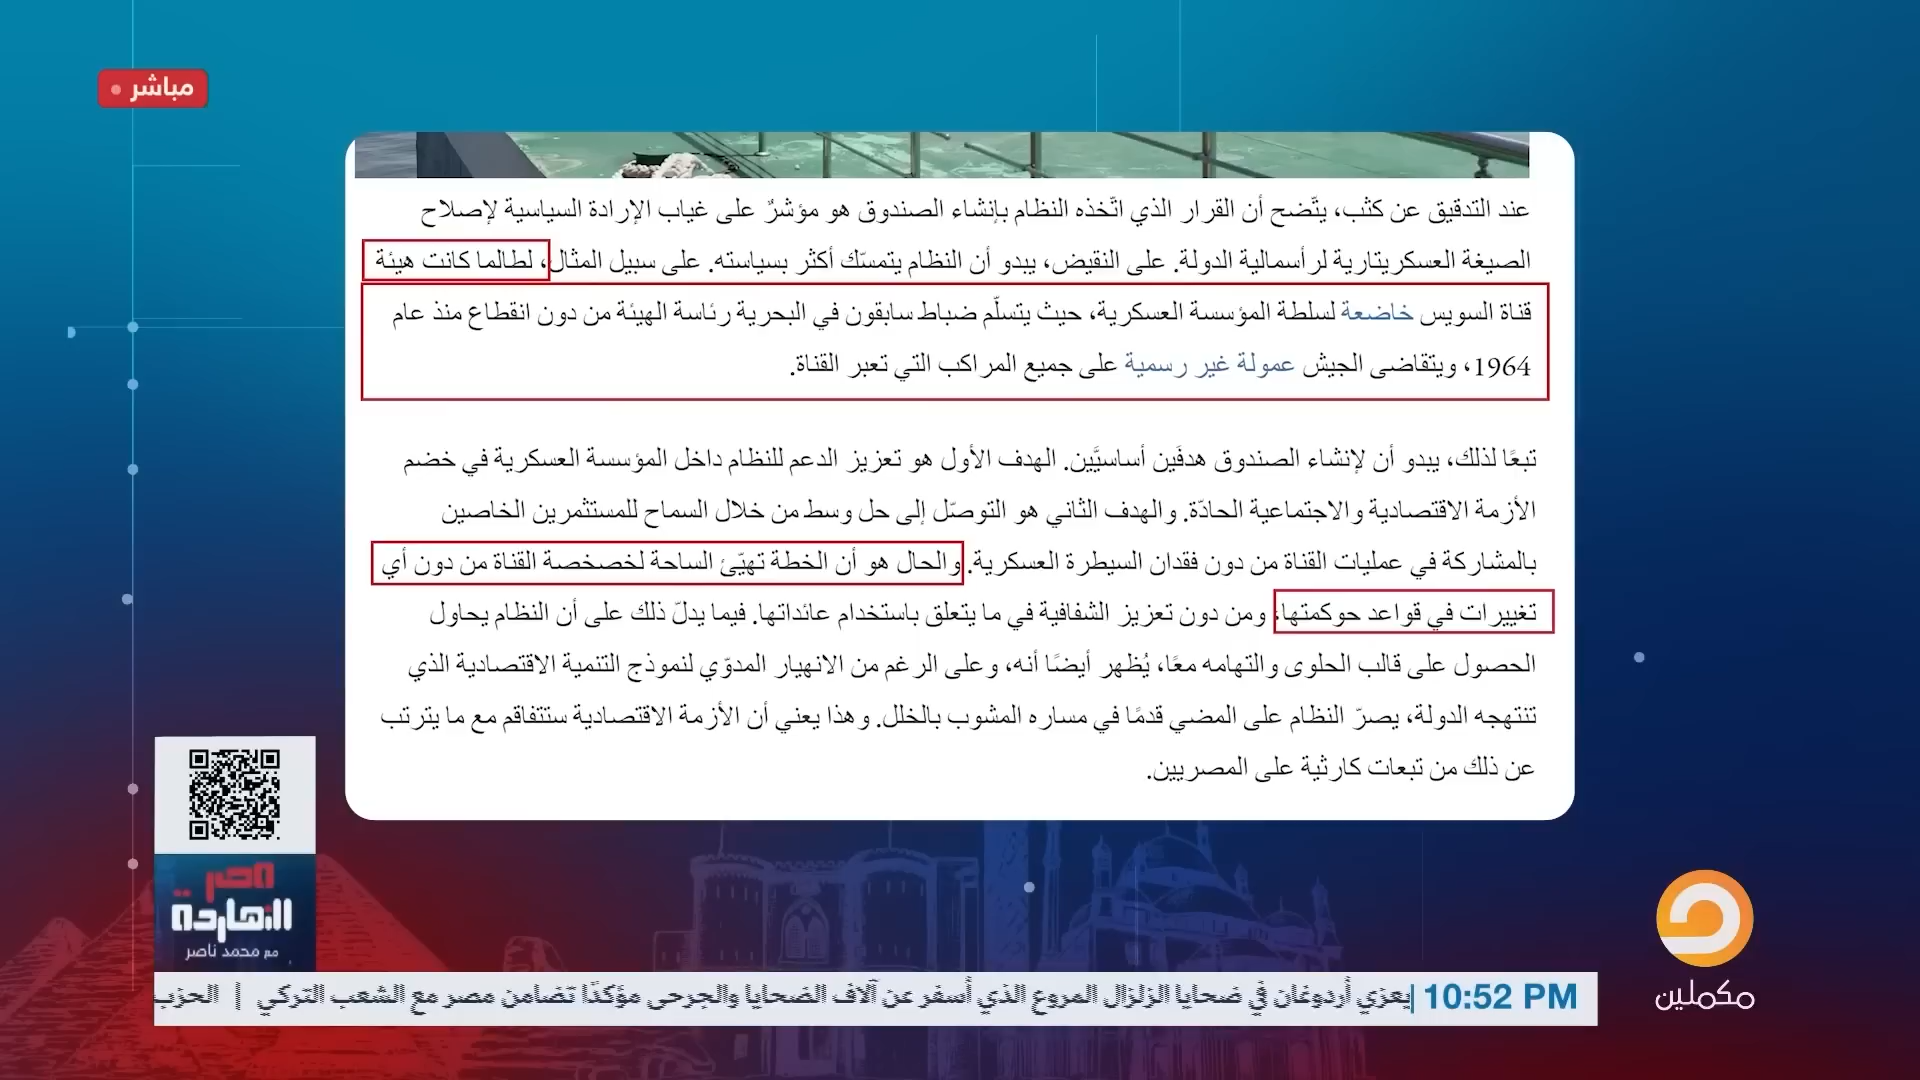 مباشر
عند التدقيق عن كثب، يتّضح أن القرار الذي اتّخذه النظام بإنشاء الصندوق هو مؤشرٌ على غياب الإرادة السياسية لإصلاح
الصيغة العسكريتارية لرأسمالية الدولة. على النقيض، يبدو أن النظام يتمسّك أكثر بسياسته. على سبيل المثال، لطالما كانت هيئة
قناة السويس خاضعة لسلطة المؤسسة العسكرية، حيث يتسلّم ضباط سابقون في البحرية رئاسة الهيئة من دون انقطاع منذ عام
1964، ويتقاضى الجيش عمولة غير رسمية على جميع المراكب التي تعبر القناة.
تبعًا لذلك، يبدو أن لإنشاء الصندوق هدفَين أساسيَّين. الهدف الأول هو تعزيز الدعم للنظام داخل المؤسسة العسكرية في خضم
الأزمة الاقتصادية والاجتماعية الحادّة. والهدف الثاني هو التوصّل إلى حل وسط من خلال السماح للمستثمرين الخاصين
بالمشاركة في عمليات القناة من دون فقدان السيطرة العسكرية. والحال هو أن الخطة تهيّئ الساحة لخصخصة القناة من دون أي
تغييرات في قواعد حوكمتها، ومن دون تعزيز الشفافية في ما يتعلق باستخدام عائداتها. فيما يدلّ ذلك على أن النظام يحاول
الحصول على قالب الحلوى والتهامه معًا، يُظهر أيضًا أنه، وعلى الرغم من الانهيار المدوّي لنموذج التنمية الاقتصادية الذي
تنتهجه الدولة، يصرّ النظام على المضي قدمًا في مساره المشوب بالخلل. وهذا يعني أن الأزمة الاقتصادية ستتفاقم مع ما يترتب
عن ذلك من تبعات كارثية على المصريين.
مصر
النهاردة
مع محمد ناصر
مكملين
10:52 PM
يعزي أردوغان في ضحايا الزلزال المروع الذي أسفر عن آلاف الضحايا والجرحى مؤكدًا تضامن مصر مع الشعب التركي | الحزب